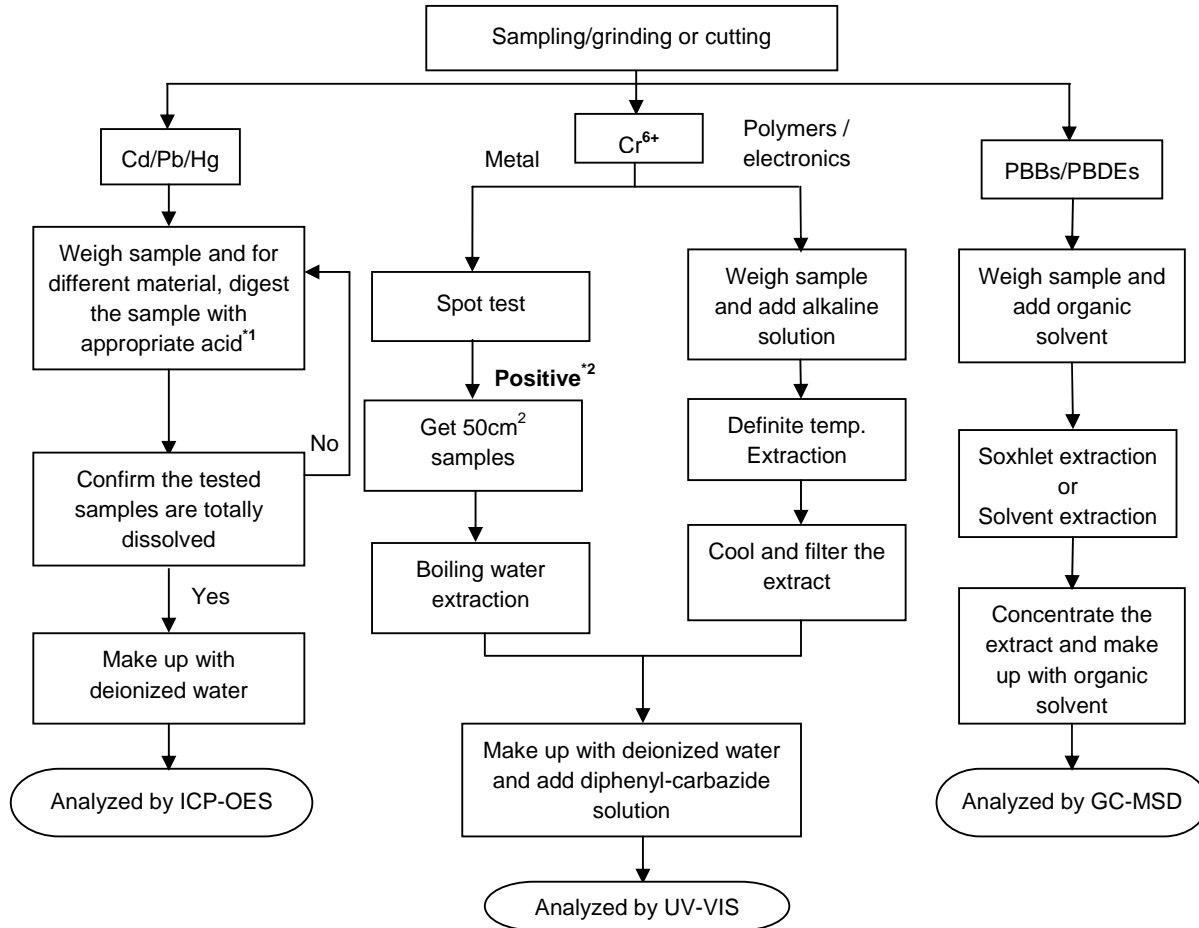 Sampling/grinding or cutting
Cd/Pb/Hg
Weigh sample and for
different material, digest
the sample with
appropriate acid*1
No
Confirm the tested
samples are totally
dissolved
Yes
Make up with
deionized water
Analyzed by ICP-OES
Cr6+
Metal
Spot test
Positive*2
Get 50cm2
samples
Boiling water
extraction
Polymers /
electronics
Weigh sample
and add alkaline
solution
Definite temp.
Extraction
Cool and filter the
extract
Make up with deionized water
and add diphenyl-carbazide
solution
Analyzed by UV-VIS
PBBs/PBDEs
Weigh sample and
add organic
solvent
Soxhlet extraction
or
Solvent extraction
Concentrate the
extract and make
up with organic
solvent
Analyzed by GC-MSD